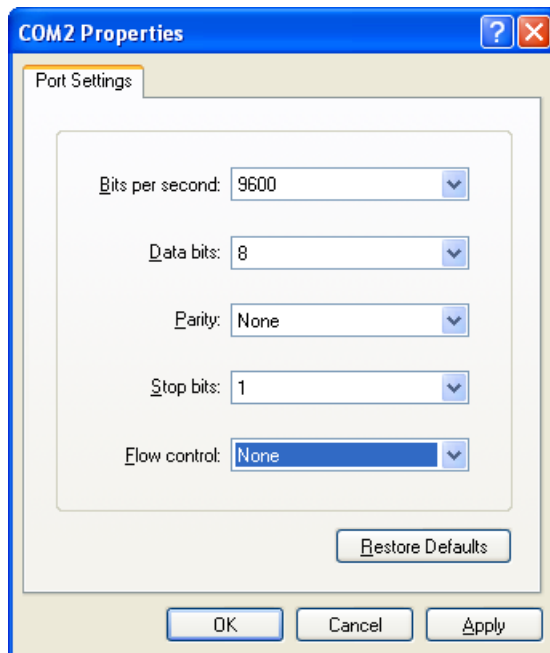 COM2 Properties
Port Settings
Bits per second: 9600
Data bits: 8
Parity: None
Stop bits: 1
Flow control: None
Restore Defaults
OK Cancel Apply